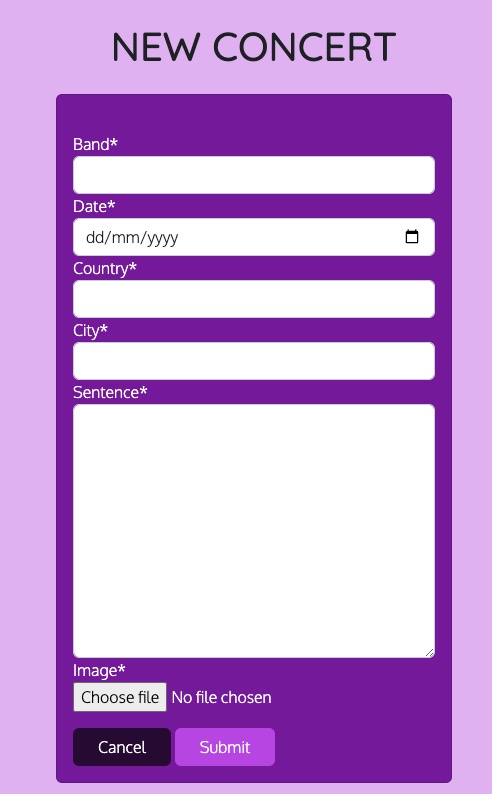 NEW CONCERT
Band*
Date*
dd/mm/yyyy
Country*
City*
Sentence*
Image*
Choose file No file chosen
Cancel Submit